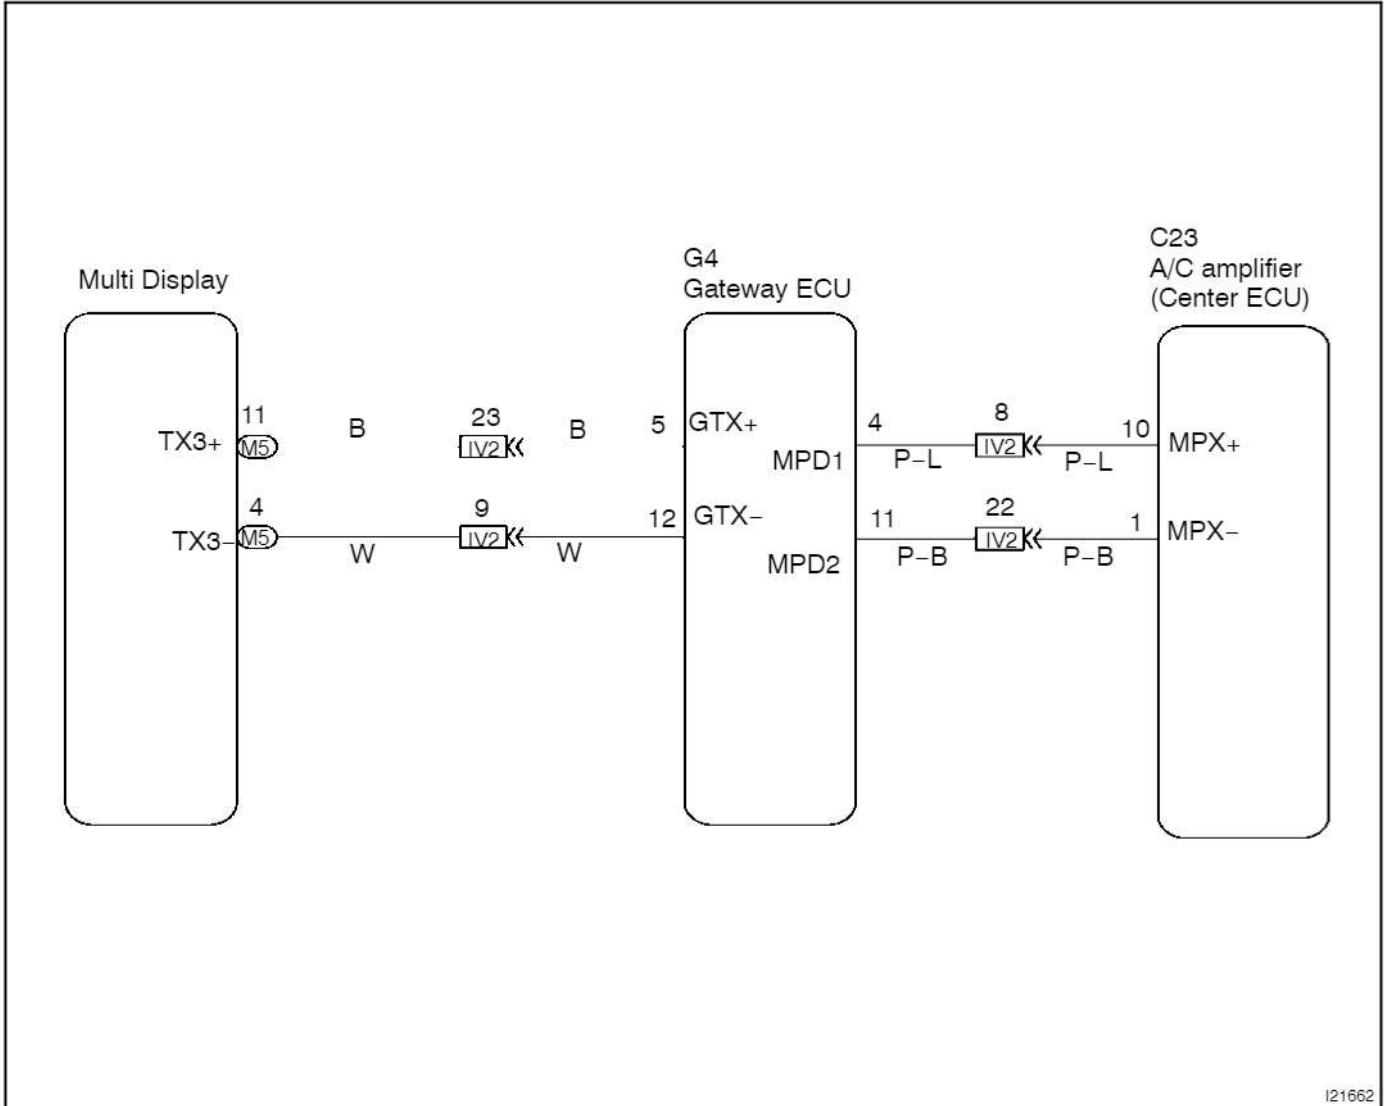 C23
G4
A/C amplifier
Multi Display
Gateway ECU
(Center ECU)
11
B
23
B
5
GTX+
4
8
10
MPX+
TX3+
M5
IV2
MPD1
P-L
IV2
P-L
4
9
12
GTX-
11
22
1
MPX-
TX3-
M5
W
IV2
W
MPD2
P-B
IV2
P-B
I21662